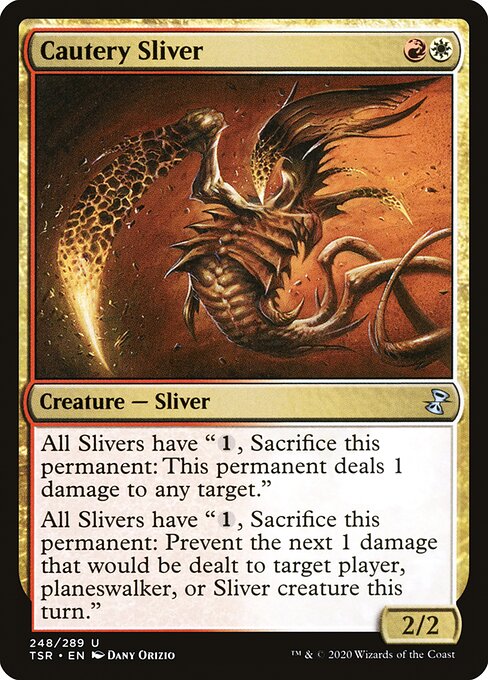 Cautery Sliver
Creature — Sliver
All Slivers have “1, Sacrifice this
permanent: This permanent deals 1
damage to any target.”
All Slivers have “1, Sacrifice this
permanent: Prevent the next 1 damage
that would be dealt to target player,
planeswalker, or Sliver creature this
turn.”
2/2
248/289 U
TSR • EN Dany Orizio
™ & © 2020 Wizards of the Coast